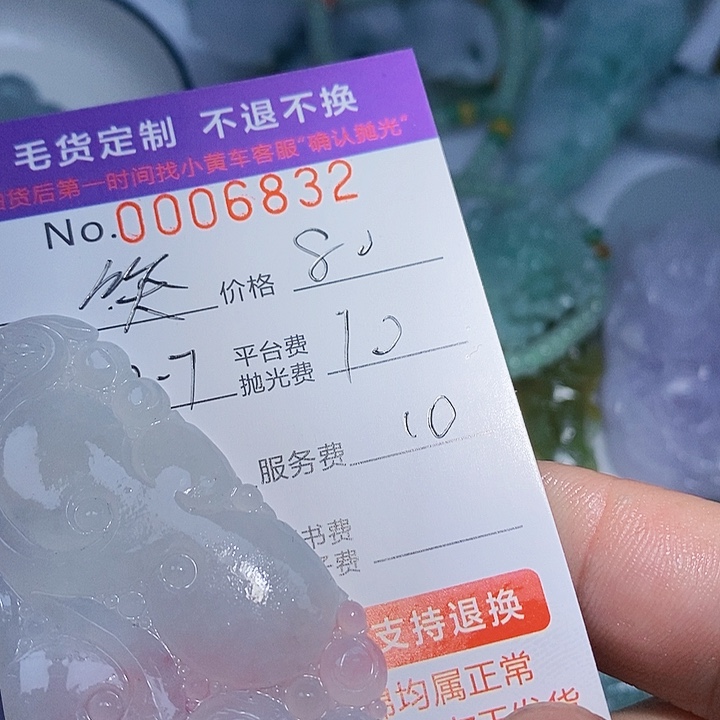 毛货定制 不退不换
货后第一时间找小黄车客服"确认抛光"
No.0006832
价格 80
-7 平台费 10
抛光费
服务费 10
书费
费
支持退换
均属正常